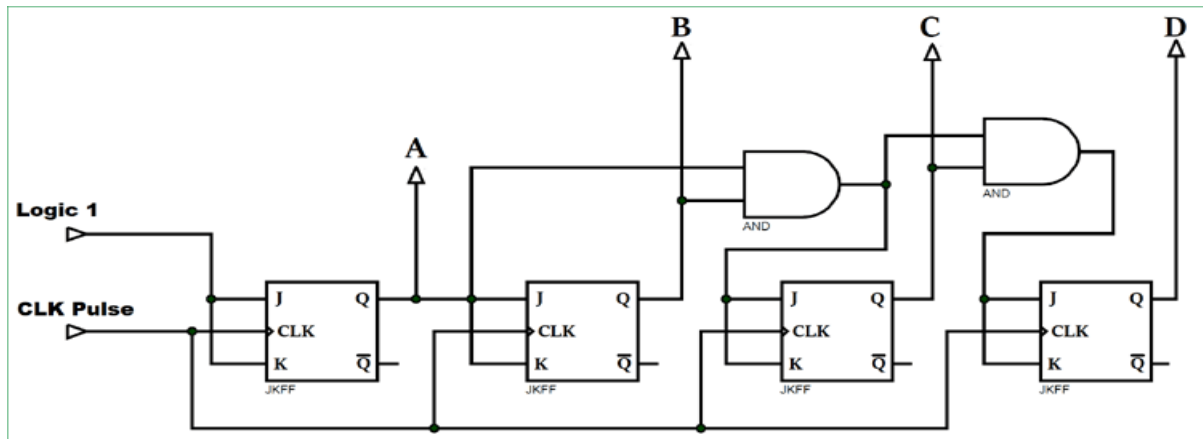 B
C
D
A
AND
AND
Logic 1
CLK Pulse
J Q
CLK
K Q̅
JKFF
J Q
CLK
K Q̅
JKFF
J Q
CLK
K Q̅
JKFF
J Q
CLK
K Q̅
JKFF